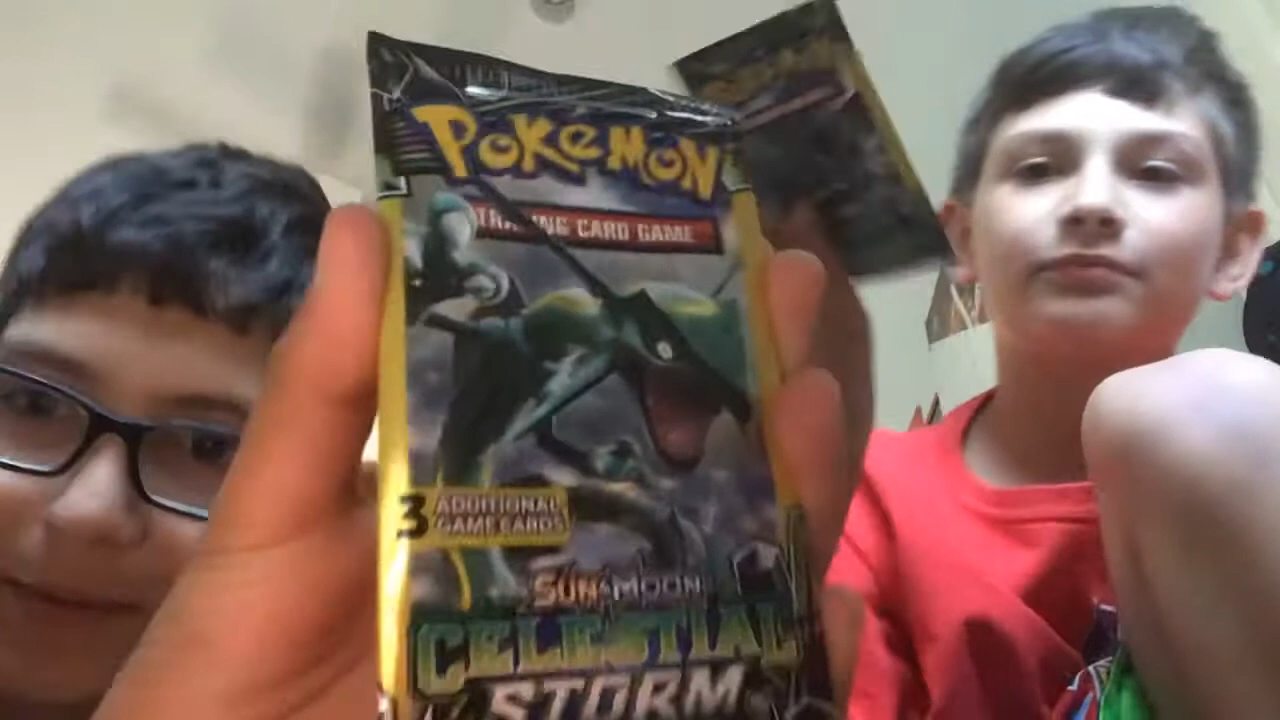 POKéMON
TRADING CARD GAME
3 ADDITIONAL
GAME CARDS
SUN & MOON
CELESTIAL
STORM